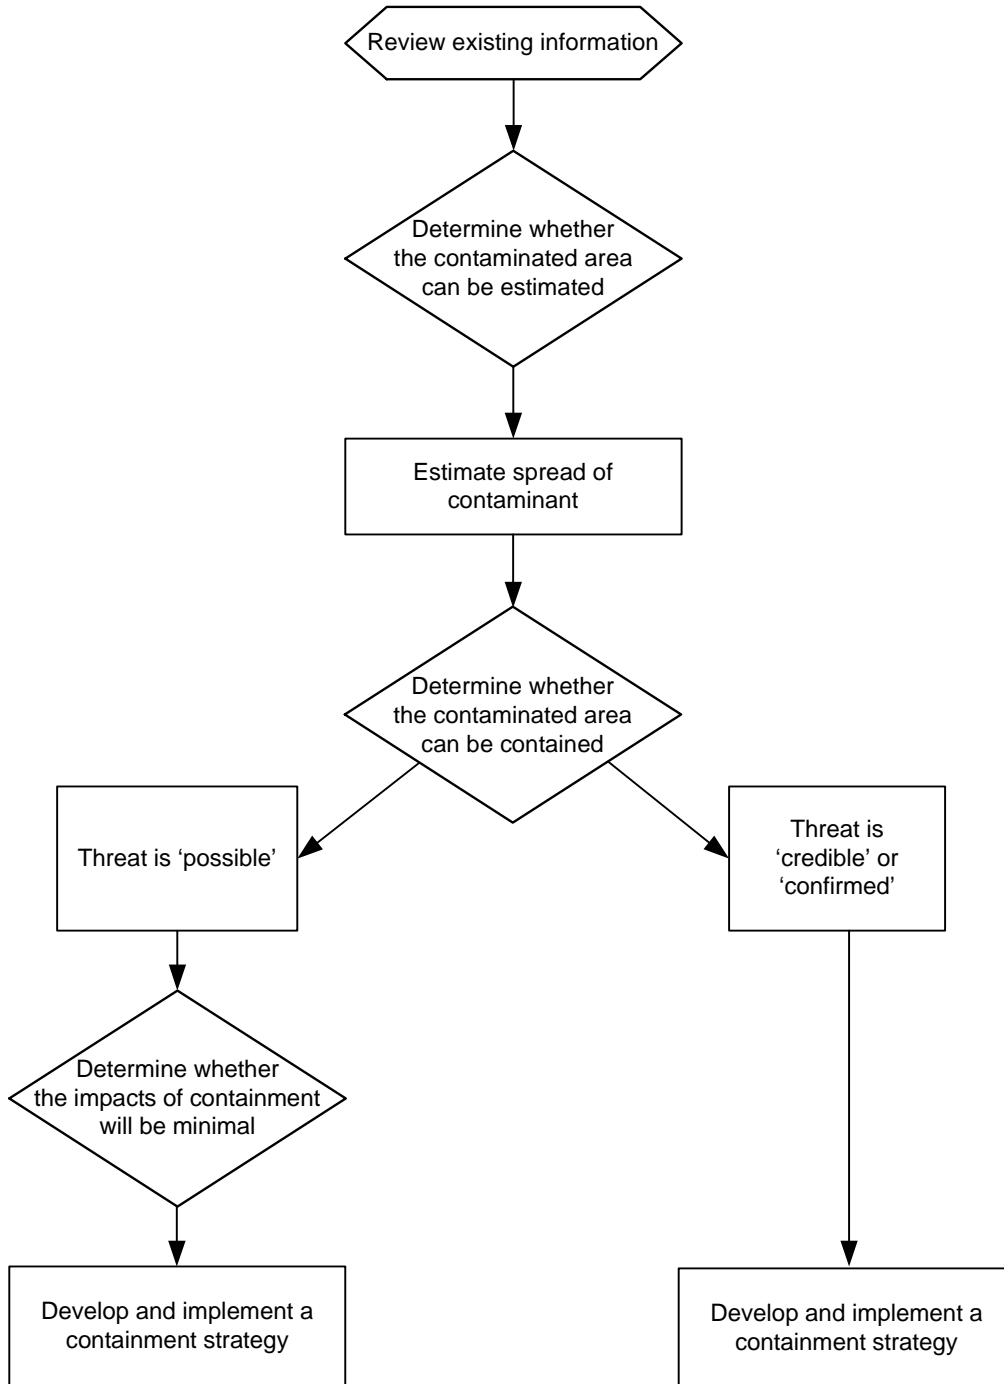 Review existing information
Determine whether
the contaminated area
can be estimated
Estimate spread of
contaminant
Determine whether
the contaminated area
can be contained
Threat is ‘possible’
Threat is
‘credible’ or
‘confirmed’
Determine whether
the impacts of containment
will be minimal
Develop and implement a
containment strategy
Develop and implement a
containment strategy